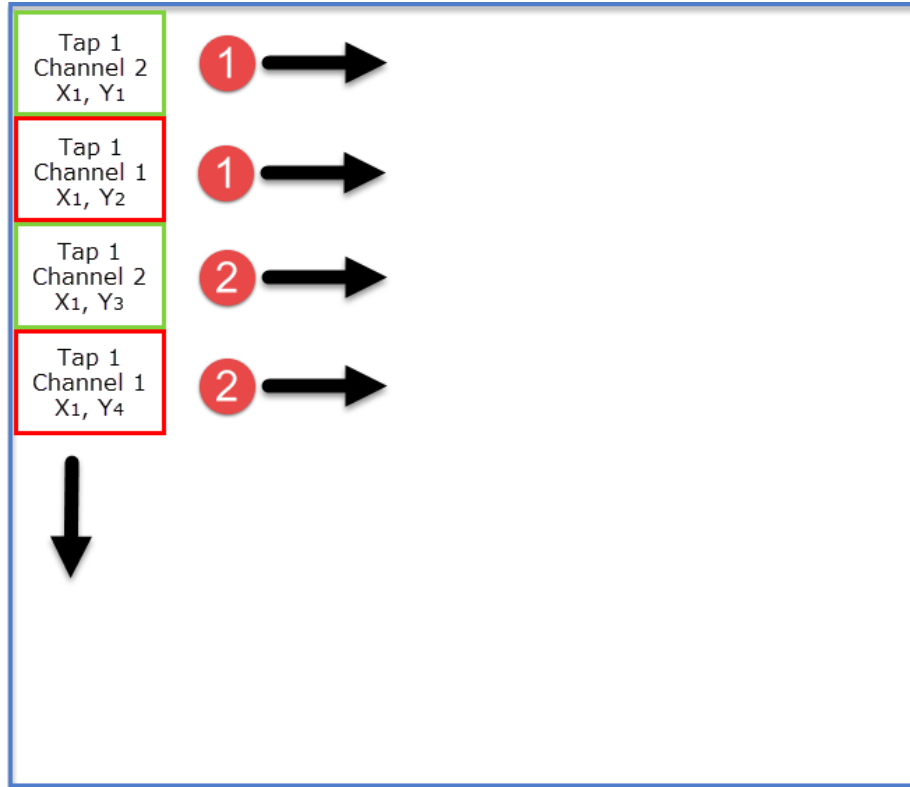 Tap 1
Channel 2
X1, Y1
1
Tap 1
Channel 1
X1, Y2
1
Tap 1
Channel 2
X1, Y3
2
Tap 1
Channel 1
X1, Y4
2